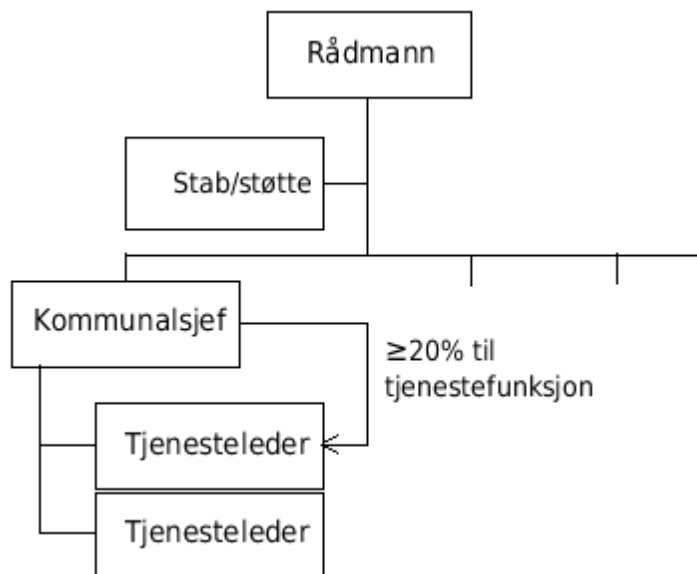 Rådmann
Stab/støtte
Kommunalsjef
≥20% til
tjenestefunksjon
Tjenesteleder
Tjenesteleder